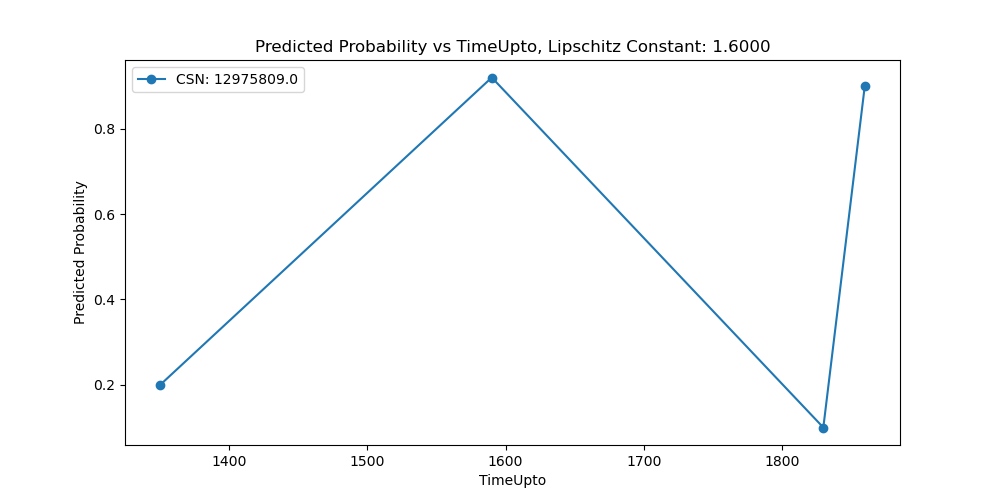 Predicted Probability vs TimeUpto, Lipschitz Constant: 1.6000
CSN: 12975809.0
Predicted Probability
0.8
0.6
0.4
0.2
1400 1500 1600 1700 1800
TimeUpto